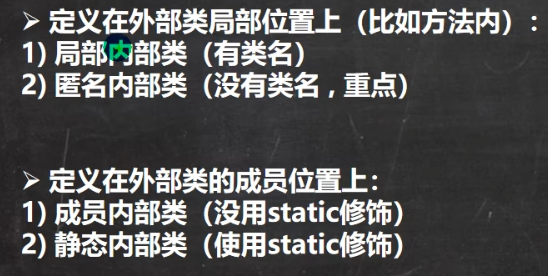 ➢ 定义在外部类局部位置上（比如方法内）：
1) 局部内部类（有类名）
2) 匿名内部类（没有类名，重点）
➢ 定义在外部类的成员位置上：
1) 成员内部类（没用static修饰）
2) 静态内部类（使用static修饰）